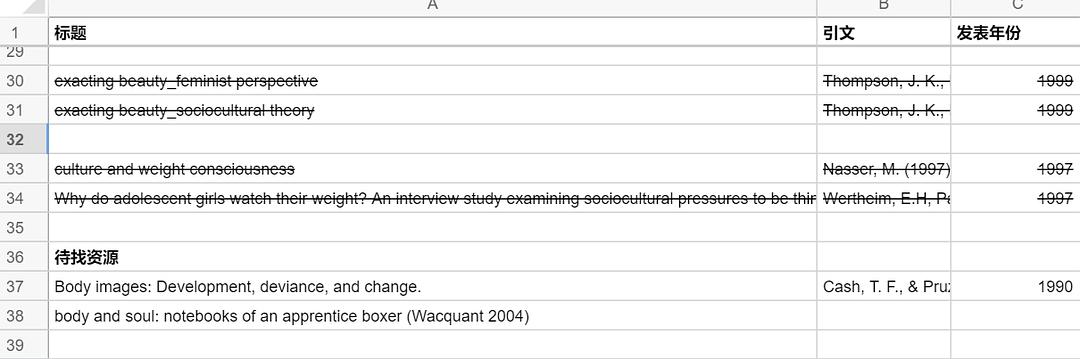 A B C
1 标题 引文 发表年份
29
30 exacting beauty_feminist perspective Thompson, J. K., 1999
31 exacting beauty_sociocultural theory Thompson, J. K., 1999
32
33 culture and weight consciousness Nasser, M. (1997) 1997
34 Why do adolescent girls watch their weight? An interview study examining sociocultural pressures to be thin Wertheim, E.H, Pa 1997
35
36 待找资源
37 Body images: Development, deviance, and change. Cash, T. F., & Pruz 1990
38 body and soul: notebooks of an apprentice boxer (Wacquant 2004)
39